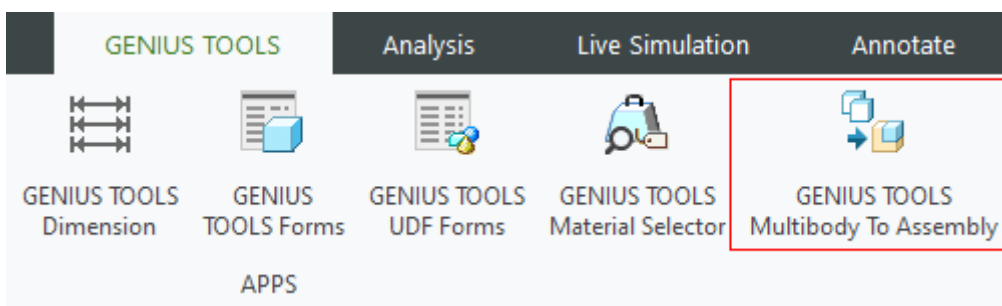 GENIUS TOOLS Analysis Live Simulation Annotate
GENIUS TOOLS
Dimension
GENIUS
TOOLS Forms
GENIUS TOOLS
UDF Forms
GENIUS TOOLS
Material Selector
GENIUS TOOLS
Multibody To Assembly
APPS